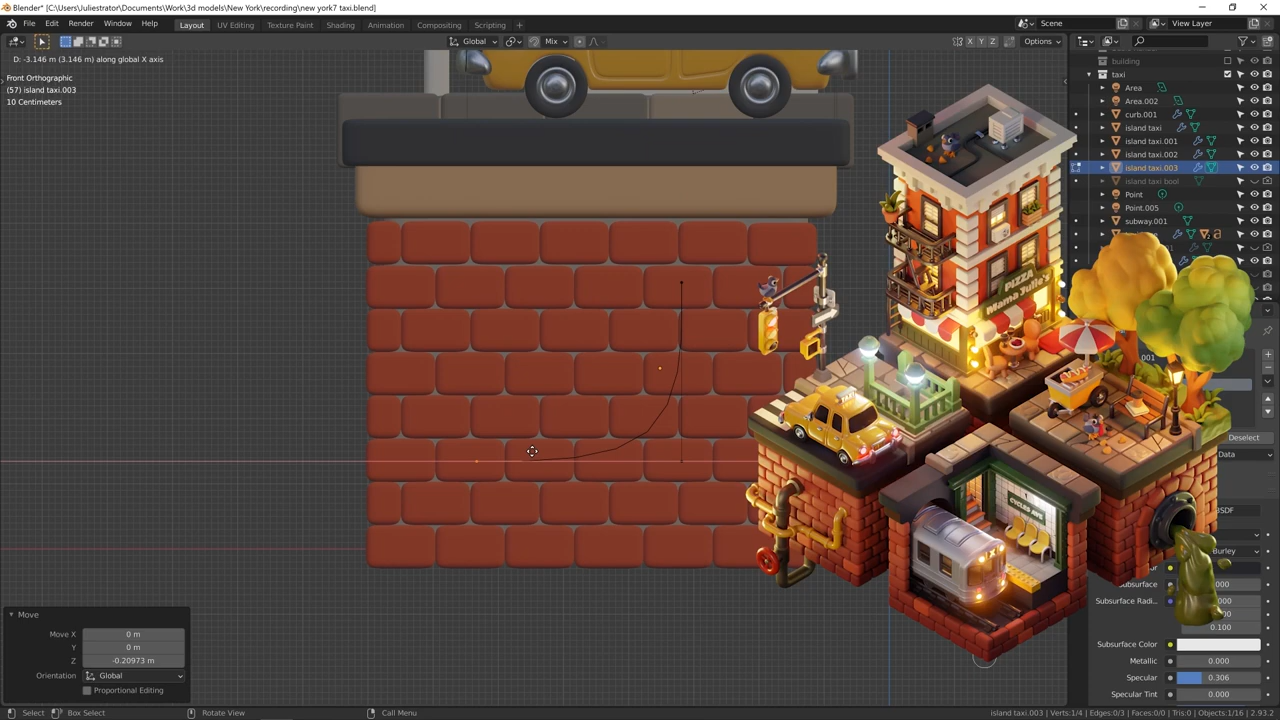 Blender* [C:\Users\Juliestrator\Documents\Work\3d models\New York\recording\new york7 taxi.blend]
File Edit Render Window Help Layout UV Editing Texture Paint Shading Animation Compositing Scripting Scene View Layer
Global Mix X Y Z Options
D: -3.146 m (3.146 m) along global X axis
Front Orthographic
(57) island taxi.003
10 Centimeters
building
taxi
Area
Area.002
curb.001
island taxi
island taxi.001
island taxi.002
island taxi.003
island taxi bool
Point
Point.005
subway.001
PIZZA
Mama Julie's
CYCLES AVE
Deselect
Data
BSDF
Burley
Subsurface
Subsurface Radi...
0.100
Subsurface Color
Metallic 0.000
Specular 0.306
Specular Tint 0.000
Move
Move X 0 m
Y 0 m
Z -0.20973 m
Orientation Global
Proportional Editing
Select Box Select Rotate View Call Menu island taxi.003 | Verts:1/4 | Edges:0/3 | Faces:0/0 | Tris:0 | Objects:1/16 | 2.93.2